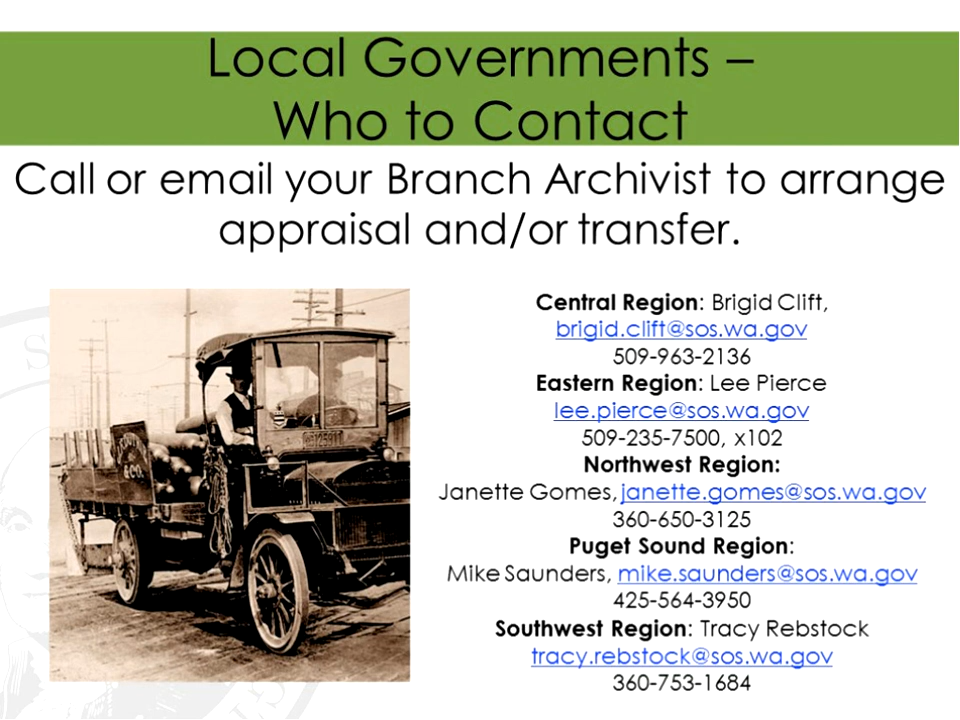 Local Governments –
Who to Contact
Call or email your Branch Archivist to arrange
appraisal and/or transfer.
Central Region: Brigid Clift,
brigid.clift@sos.wa.gov
509-963-2136
Eastern Region: Lee Pierce
lee.pierce@sos.wa.gov
509-235-7500, x102
Northwest Region:
Janette Gomes, janette.gomes@sos.wa.gov
360-650-3125
Puget Sound Region:
Mike Saunders, mike.saunders@sos.wa.gov
425-564-3950
Southwest Region: Tracy Rebstock
tracy.rebstock@sos.wa.gov
360-753-1684
& CO.